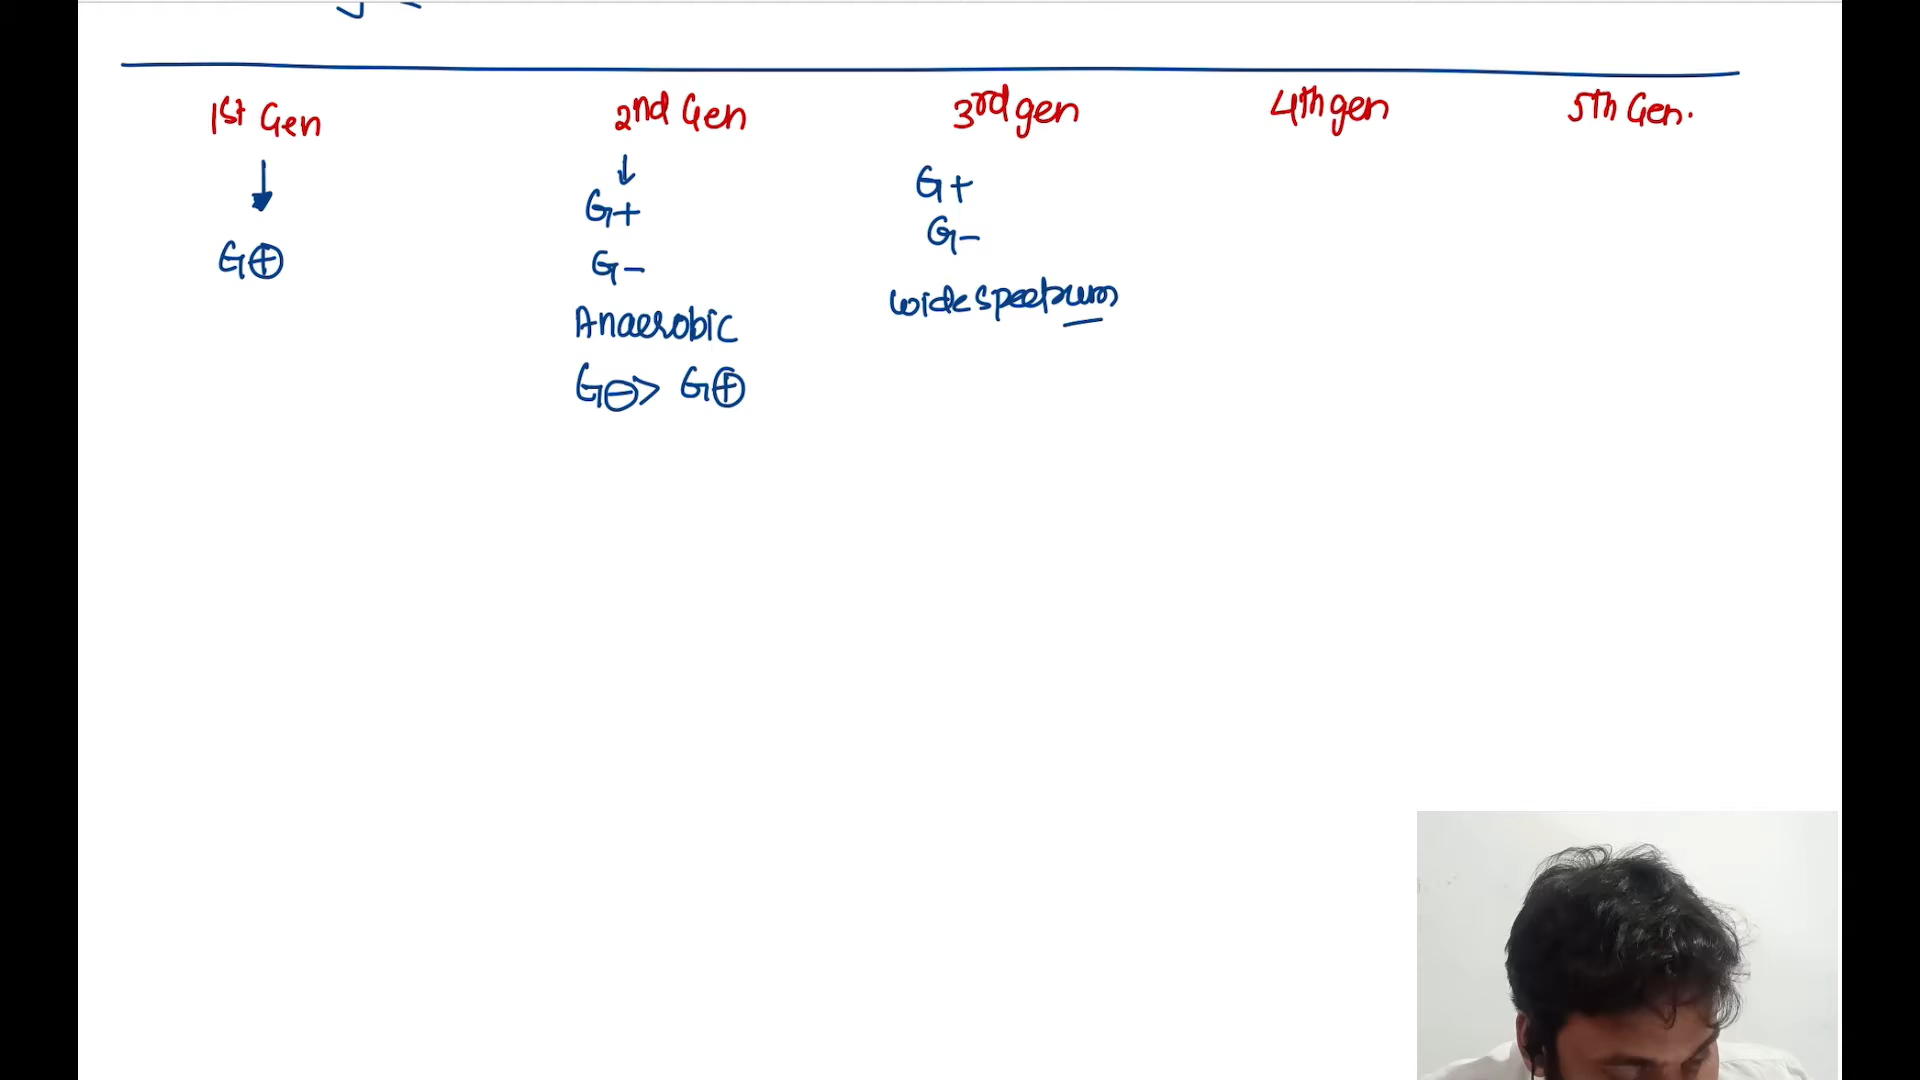 1st Gen
2nd Gen
3rd gen
4th gen
5th Gen.
G⊕
G+
G-
Anaerobic
G⊖> G⊕
G+
G-
wide spectrum